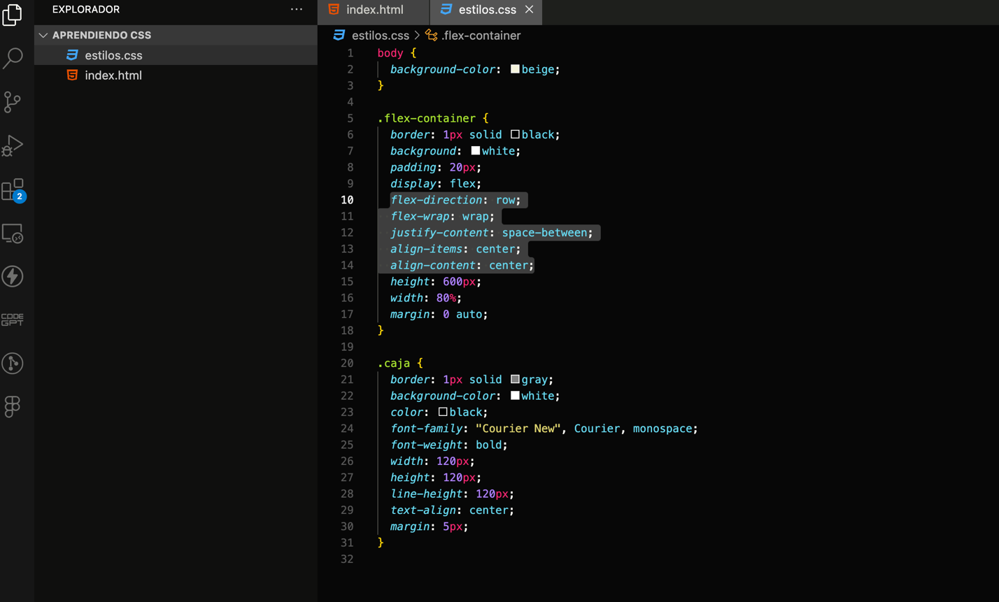 EXPLORADOR ...
APRENDIENDO CSS
estilos.css
index.html
2
CODE
GPT
index.html
estilos.css
estilos.css > .flex-container
1 body {
2 background-color: beige;
3 }
4
5 .flex-container {
6 border: 1px solid black;
7 background: white;
8 padding: 20px;
9 display: flex;
10 flex-direction: row;
11 flex-wrap: wrap;
12 justify-content: space-between;
13 align-items: center;
14 align-content: center;
15 height: 600px;
16 width: 80%;
17 margin: 0 auto;
18 }
19
20 .caja {
21 border: 1px solid gray;
22 background-color: white;
23 color: black;
24 font-family: "Courier New", Courier, monospace;
25 font-weight: bold;
26 width: 120px;
27 height: 120px;
28 line-height: 120px;
29 text-align: center;
30 margin: 5px;
31 }
32